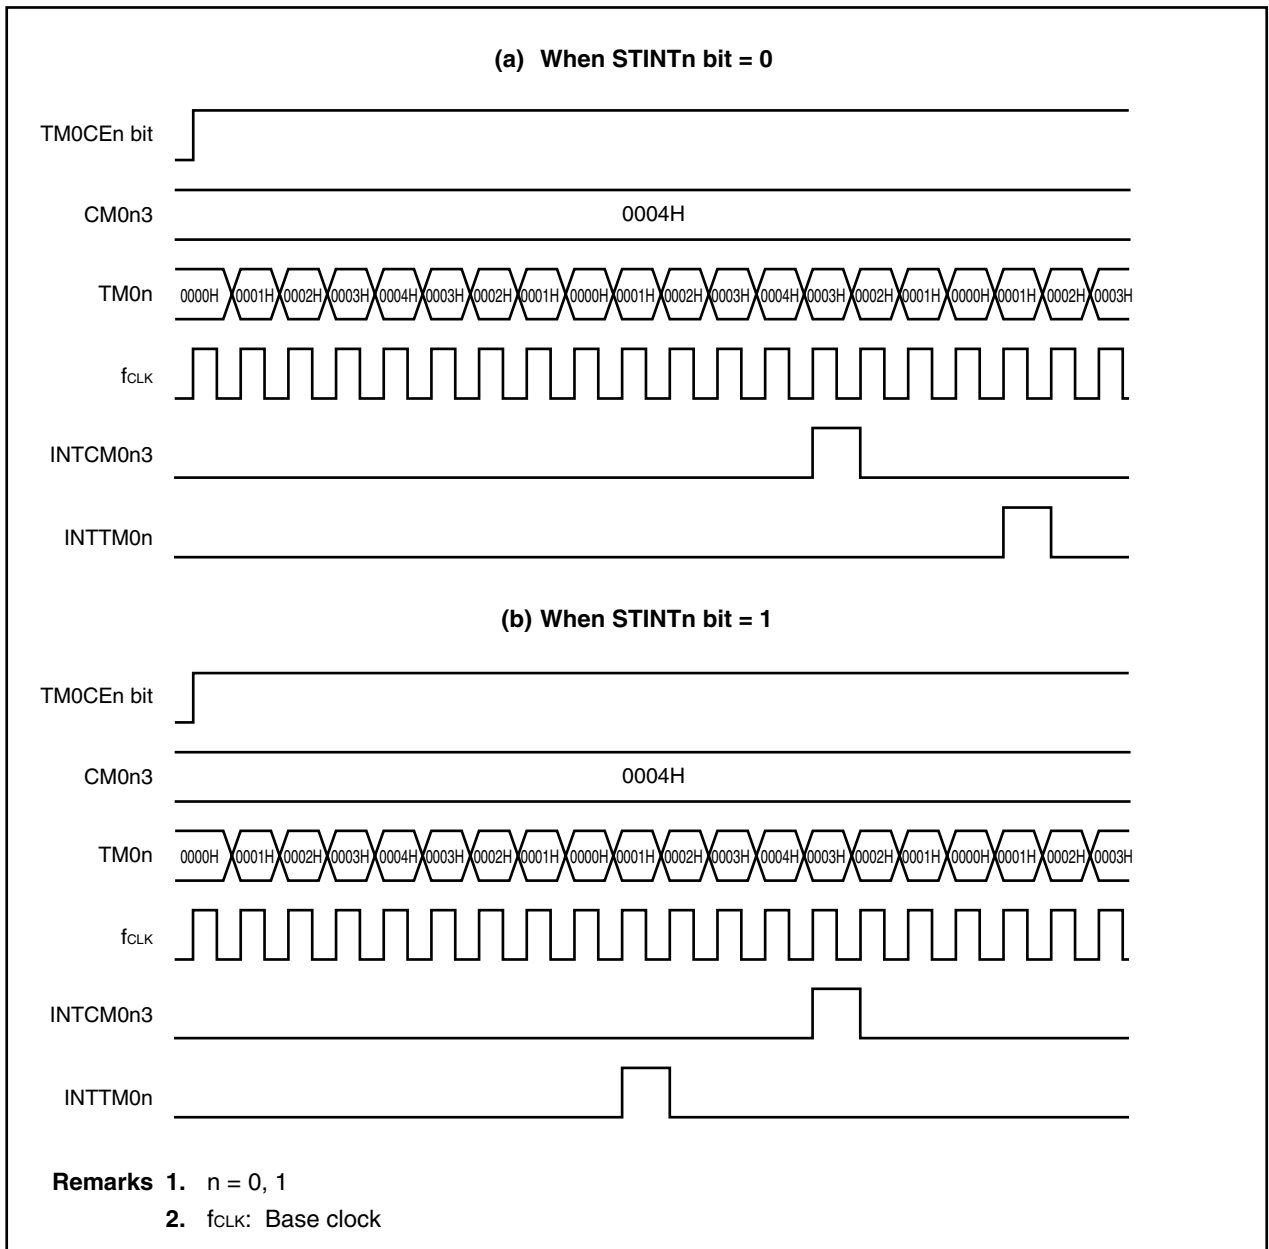 (a) When STINTn bit = 0
TM0CEn bit
CM0n3 0004H
TM0n 0000H 0001H 0002H 0003H 0004H 0003H 0002H 0001H 0000H 0001H 0002H 0003H 0004H 0003H 0002H 0001H 0000H 0001H 0002H 0003H
fCLK
INTCM0n3
INTTM0n
(b) When STINTn bit = 1
TM0CEn bit
CM0n3 0004H
TM0n 0000H 0001H 0002H 0003H 0004H 0003H 0002H 0001H 0000H 0001H 0002H 0003H 0004H 0003H 0002H 0001H 0000H 0001H 0002H 0003H
fCLK
INTCM0n3
INTTM0n
Remarks 1. n = 0, 1
2. fCLK: Base clock